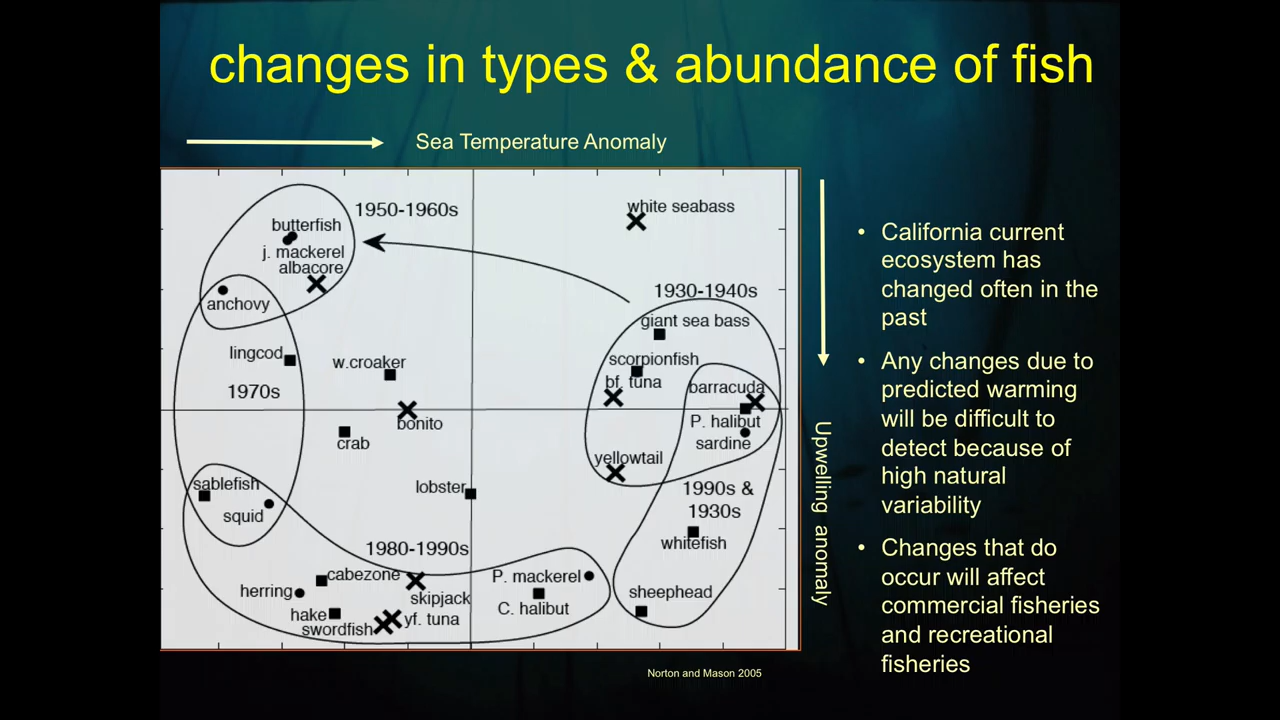 changes in types & abundance of fish
Sea Temperature Anomaly
1950-1960s
butterfish
j. mackerel
albacore
anchovy
lingcod
1970s
w.croaker
bonito
crab
sablefish
squid
lobster
white seabass
1930-1940s
giant sea bass
scorpionfish
bf. tuna
barracuda
P. halibut
sardine
yellowtail
1990s &
1930s
whitefish
sheephead
1980-1990s
cabezone
herring
hake
swordfish
skipjack
yf. tuna
P. mackerel
C. halibut
Upwelling anomaly
• California current
ecosystem has
changed often in the
past
• Any changes due to
predicted warming
will be difficult to
detect because of
high natural
variability
• Changes that do
occur will affect
commercial fisheries
and recreational
fisheries
Norton and Mason 2005